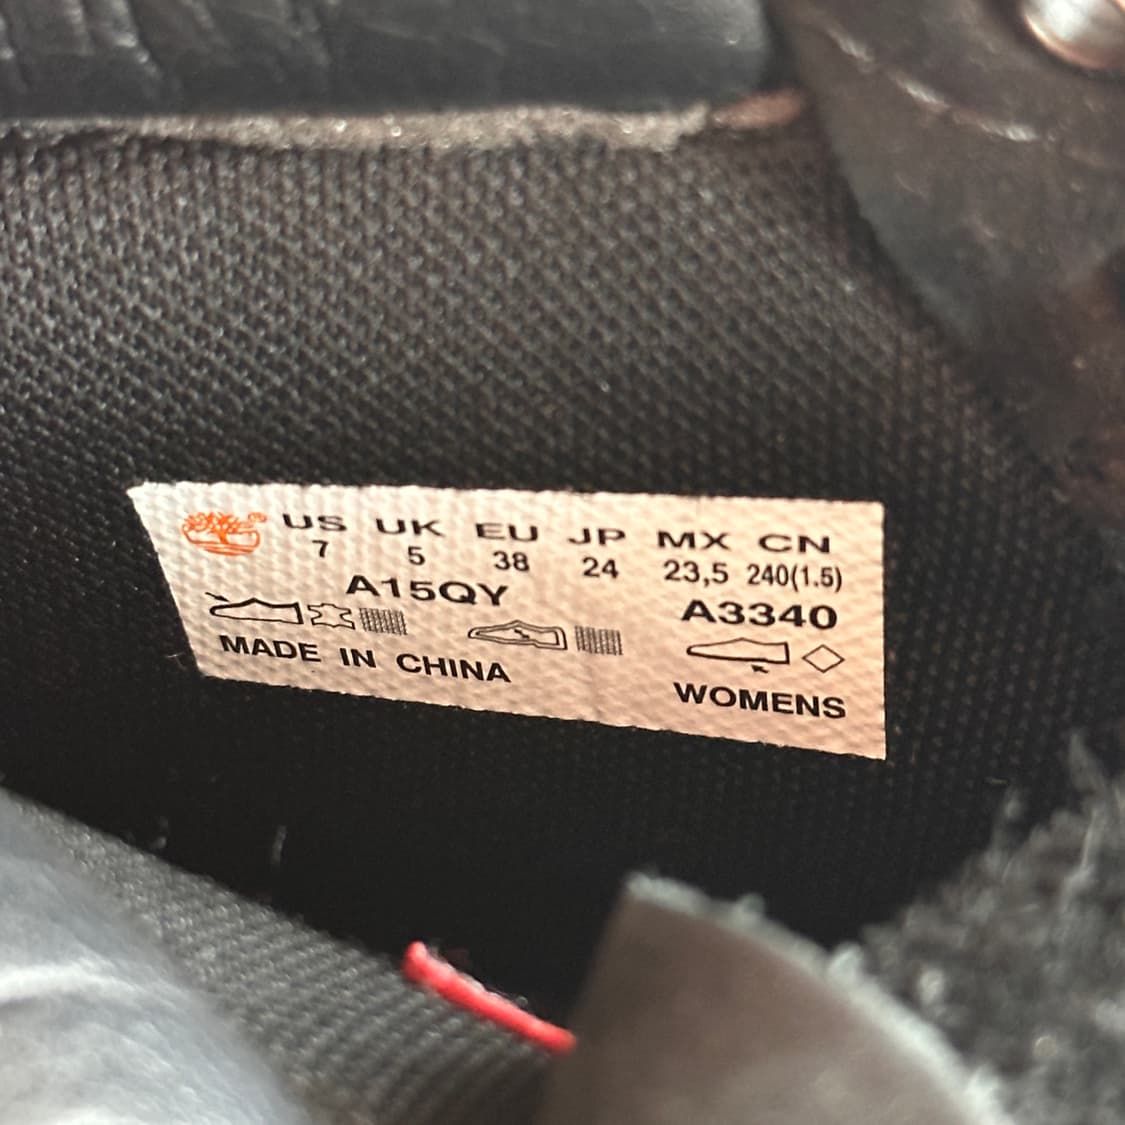 US UK EU JP MX CN
7 5 38 24 23,5 240(1.5)
A15QY A3340
MADE IN CHINA WOMENS